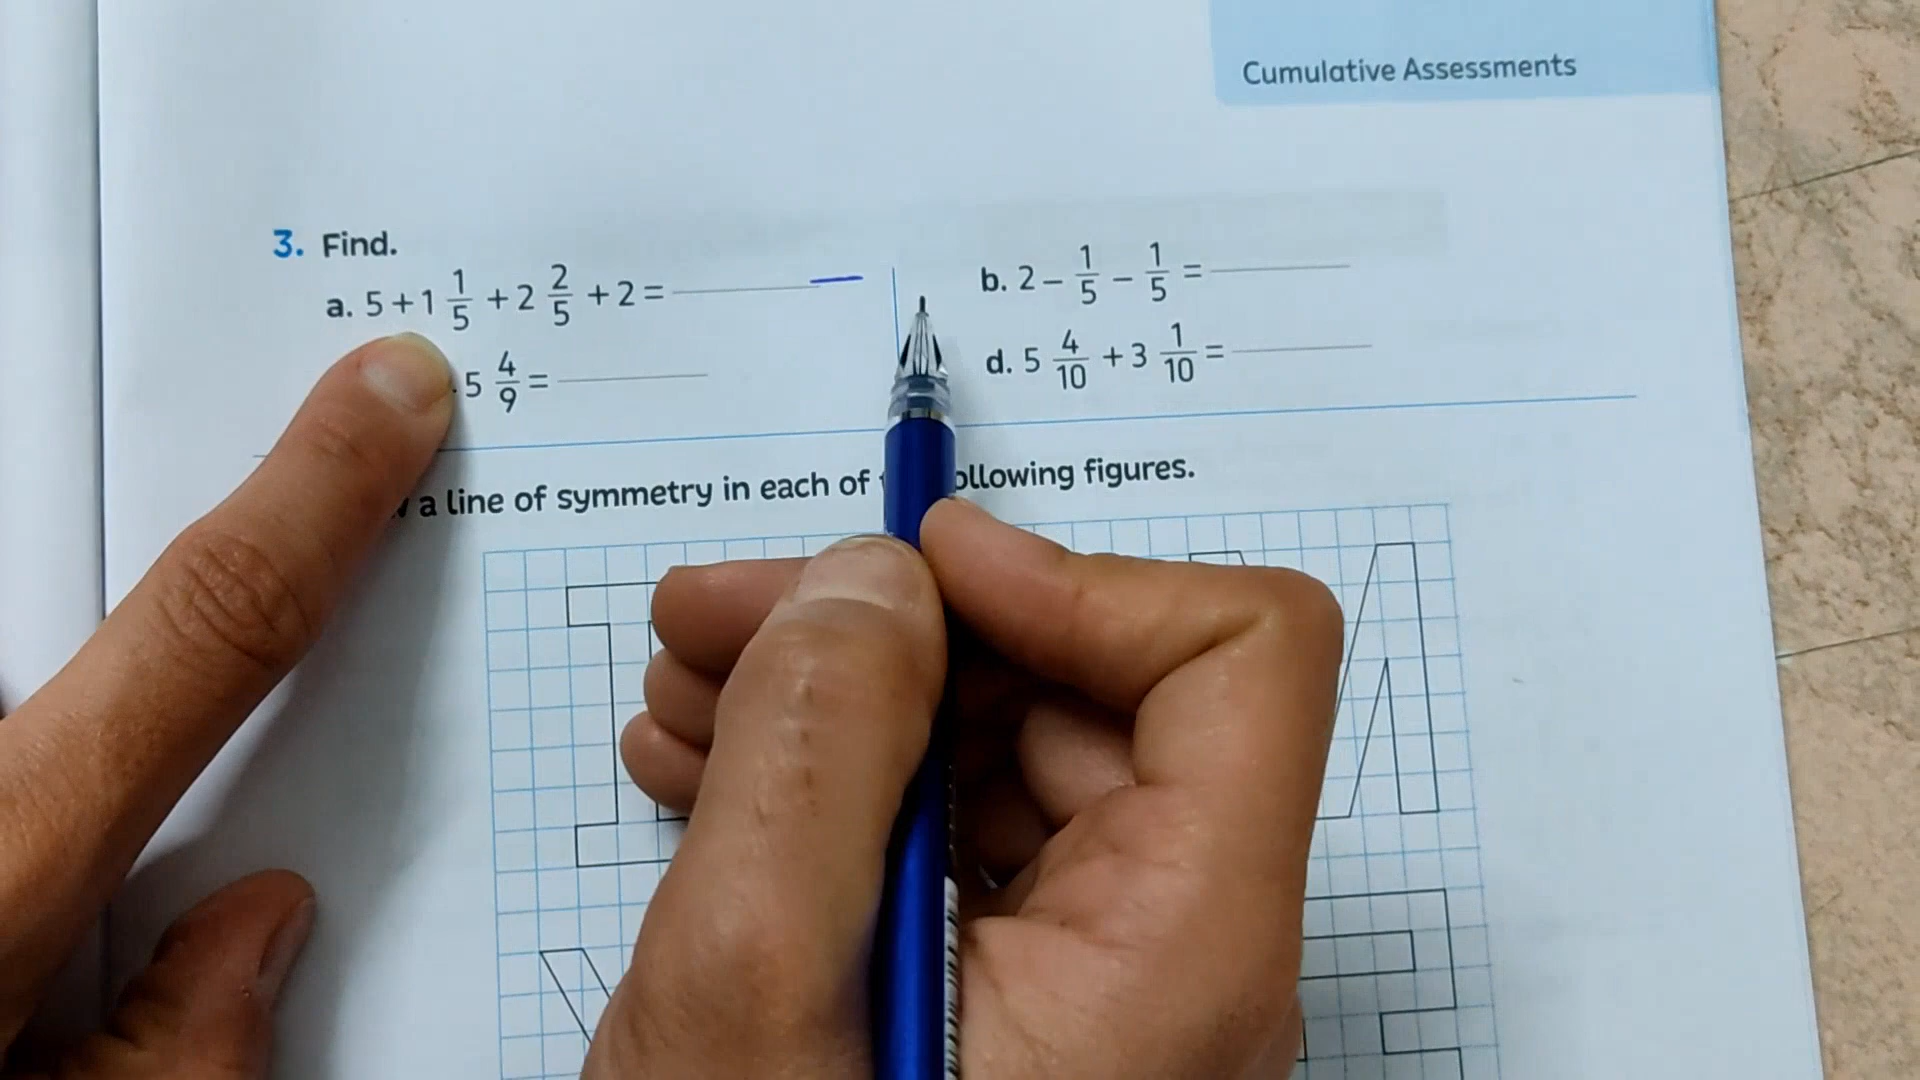 Cumulative Assessments
3. Find.
a. 5 + 1 1/5 + 2 2/5 + 2 =
b. 2 - 1/5 - 1/5 =
5 4/9 =
d. 5 4/10 + 3 1/10 =
a line of symmetry in each of following figures.